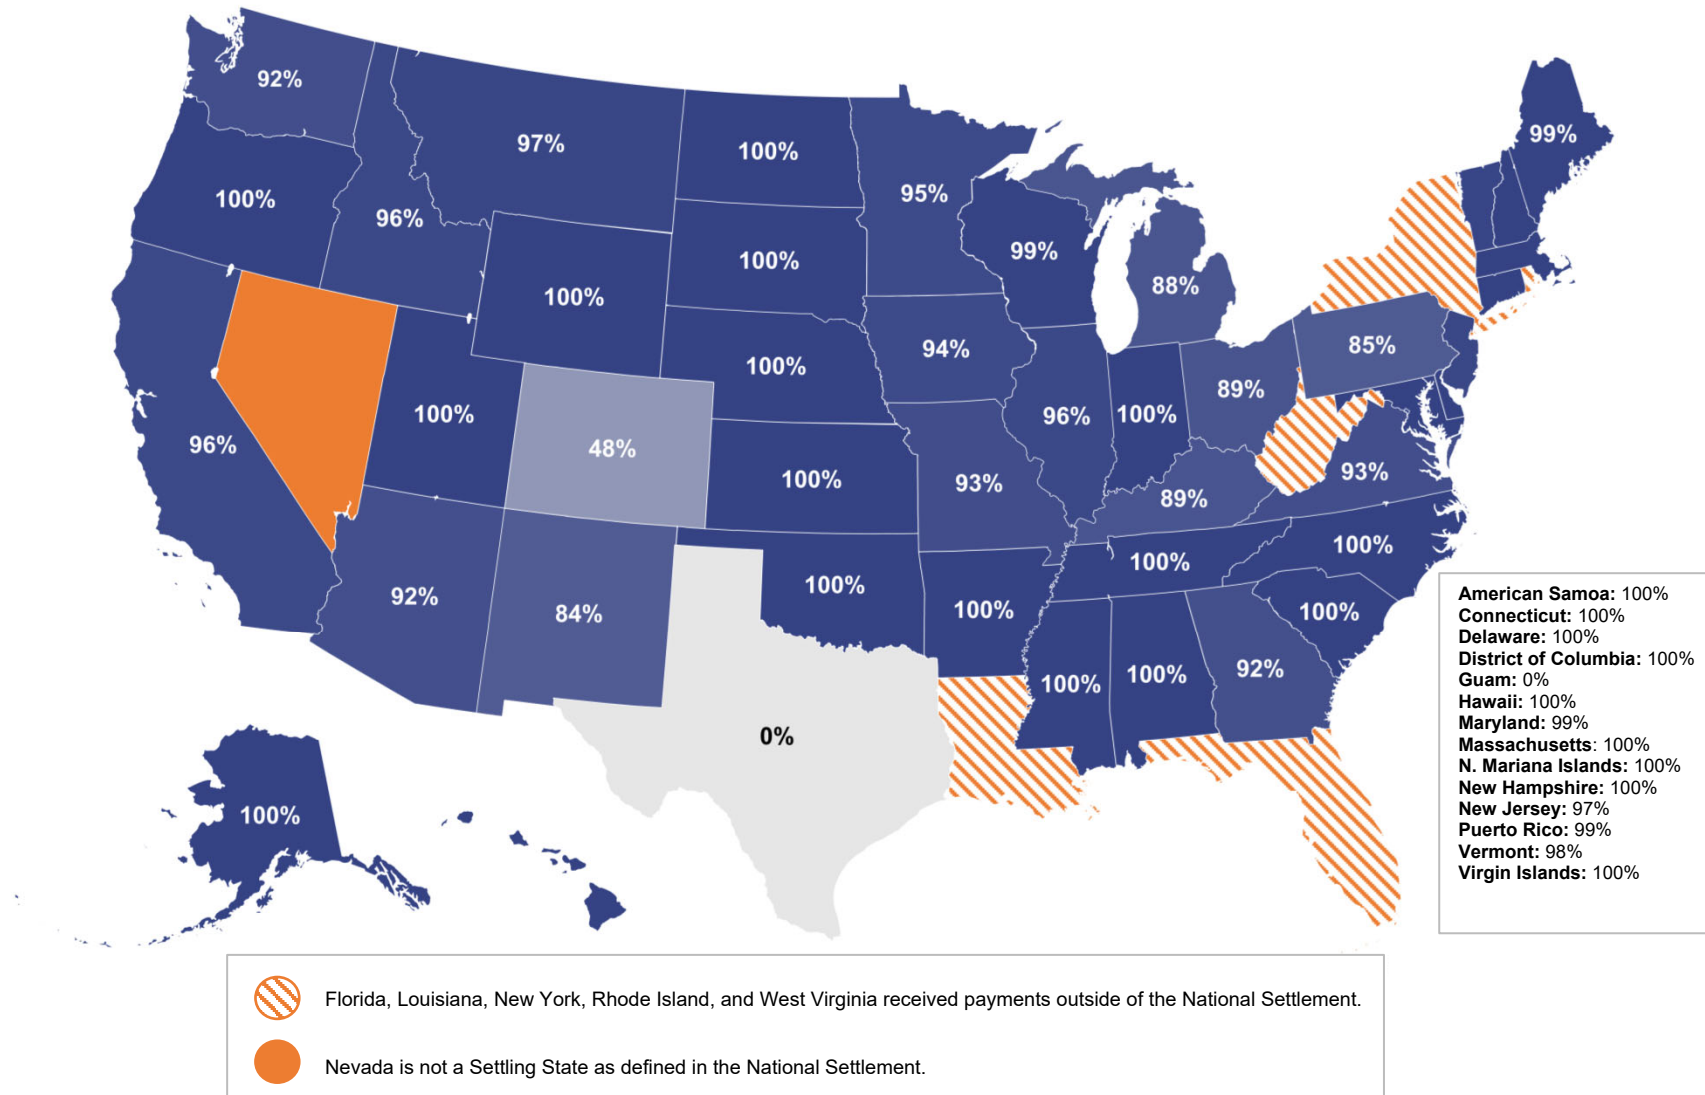 92%
97%
100%
99%
100%
95%
100%
96%
99%
100%
88%
100%
94%
85%
100%
89%
100%
96%
100%
96%
48%
93%
100%
93%
89%
100%
100%
92%
84%
100%
100%
100%
92%
100%
100%
0%
100%
American Samoa: 100%
Connecticut: 100%
Delaware: 100%
District of Columbia: 100%
Guam: 0%
Hawaii: 100%
Maryland: 99%
Massachusetts: 100%
N. Mariana Islands: 100%
New Hampshire: 100%
New Jersey: 97%
Puerto Rico: 99%
Vermont: 98%
Virgin Islands: 100%
Florida, Louisiana, New York, Rhode Island, and West Virginia received payments outside of the National Settlement.
Nevada is not a Settling State as defined in the National Settlement.